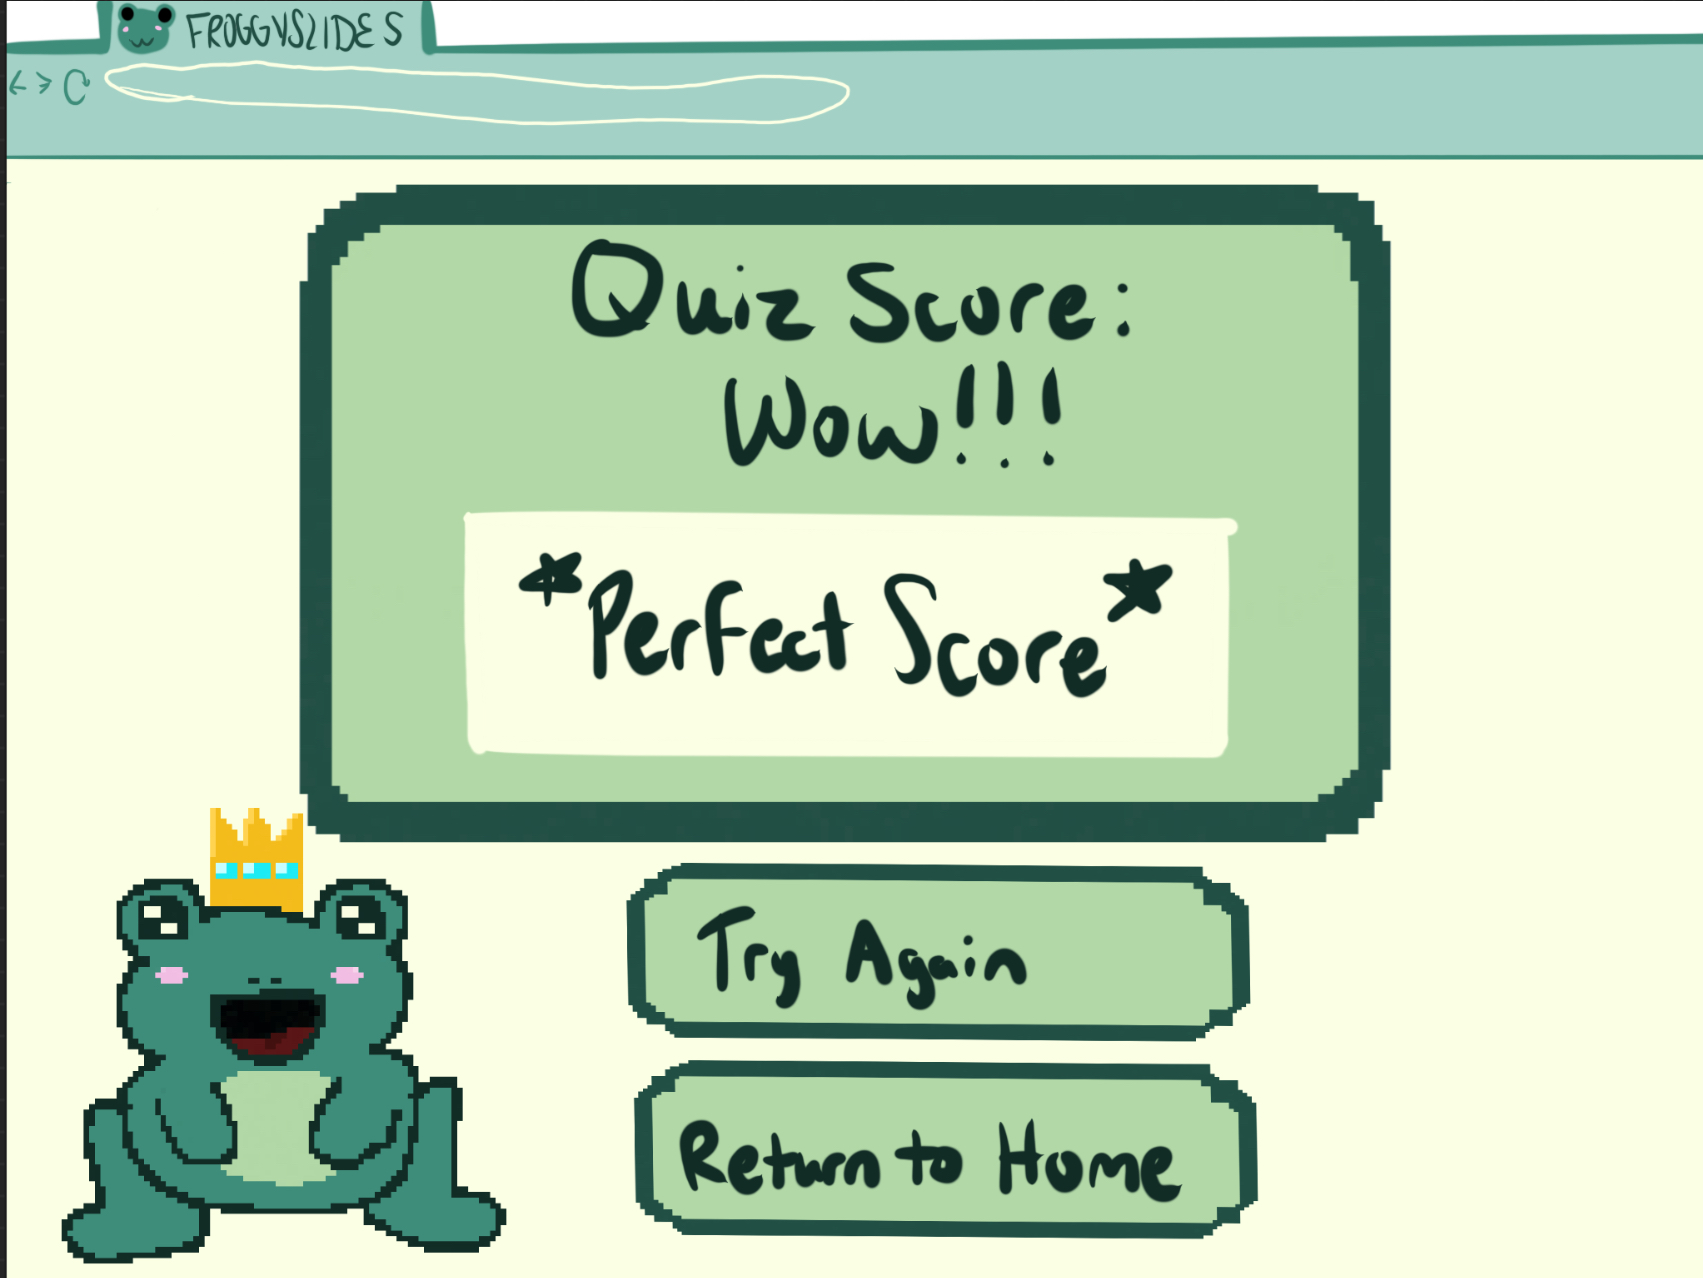 FROGGYSLIDES
Quiz Score:
Wow!!!
*Perfect Score*
Try Again
Return to Home